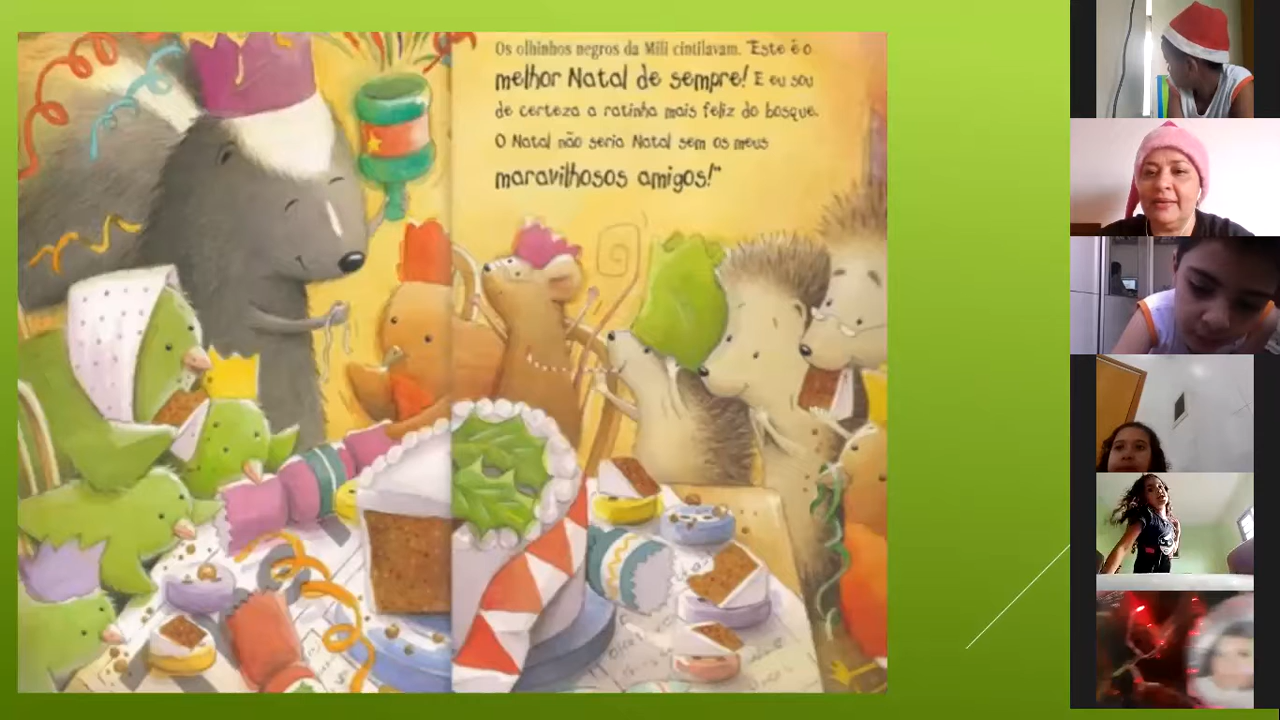 Os olhinhos negros da Mili cintilavam. "Este é o
melhor Natal de sempre! E eu sou
de certeza a ratinha mais feliz do bosque.
O Natal não seria Natal sem os meus
maravilhosos amigos!"